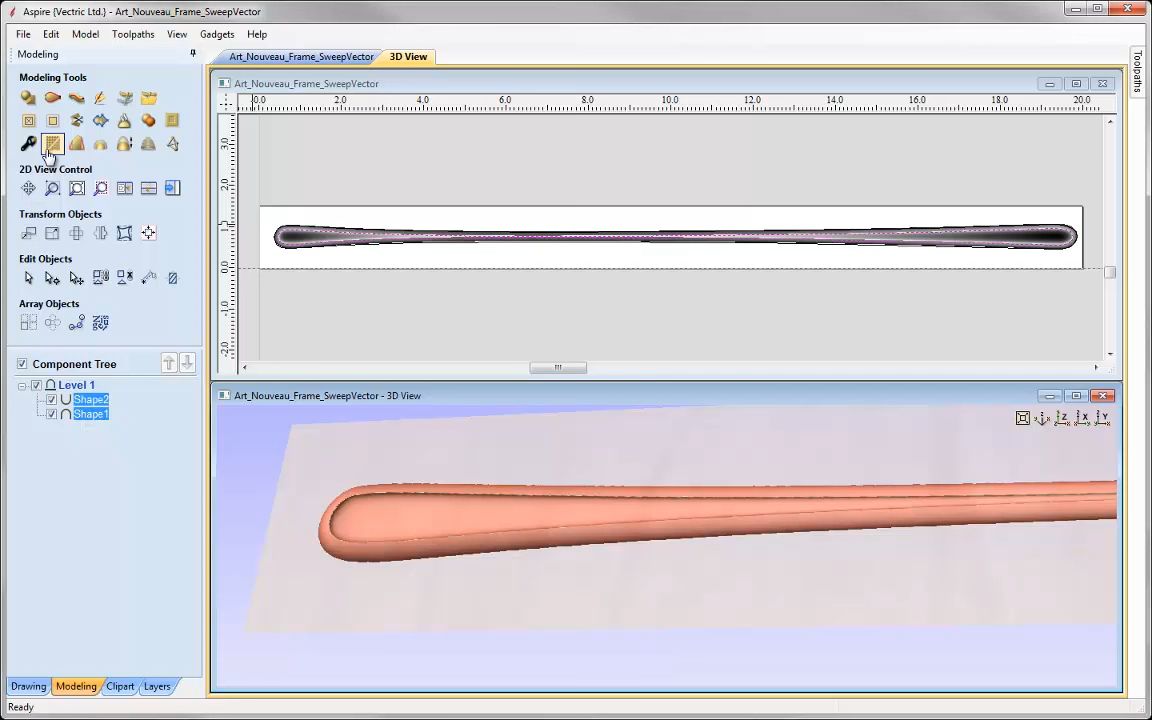 Aspire {Vectric Ltd.} - Art_Nouveau_Frame_SweepVector
File Edit Model Toolpaths View Gadgets Help
Modeling
Art_Nouveau_Frame_SweepVector 3D View
Toolpaths
Modeling Tools
Art_Nouveau_Frame_SweepVector
0.0 2.0 4.0 6.0 8.0 10.0 12.0 14.0 16.0 18.0 20.0
3.0
2.0
1.0
0.0
-1.0
-2.0
2D View Control
Transform Objects
Edit Objects
Array Objects
Component Tree
Level 1
Shape2
Shape1
Art_Nouveau_Frame_SweepVector - 3D View
Z X Y
Drawing Modeling Clipart Layers
Ready